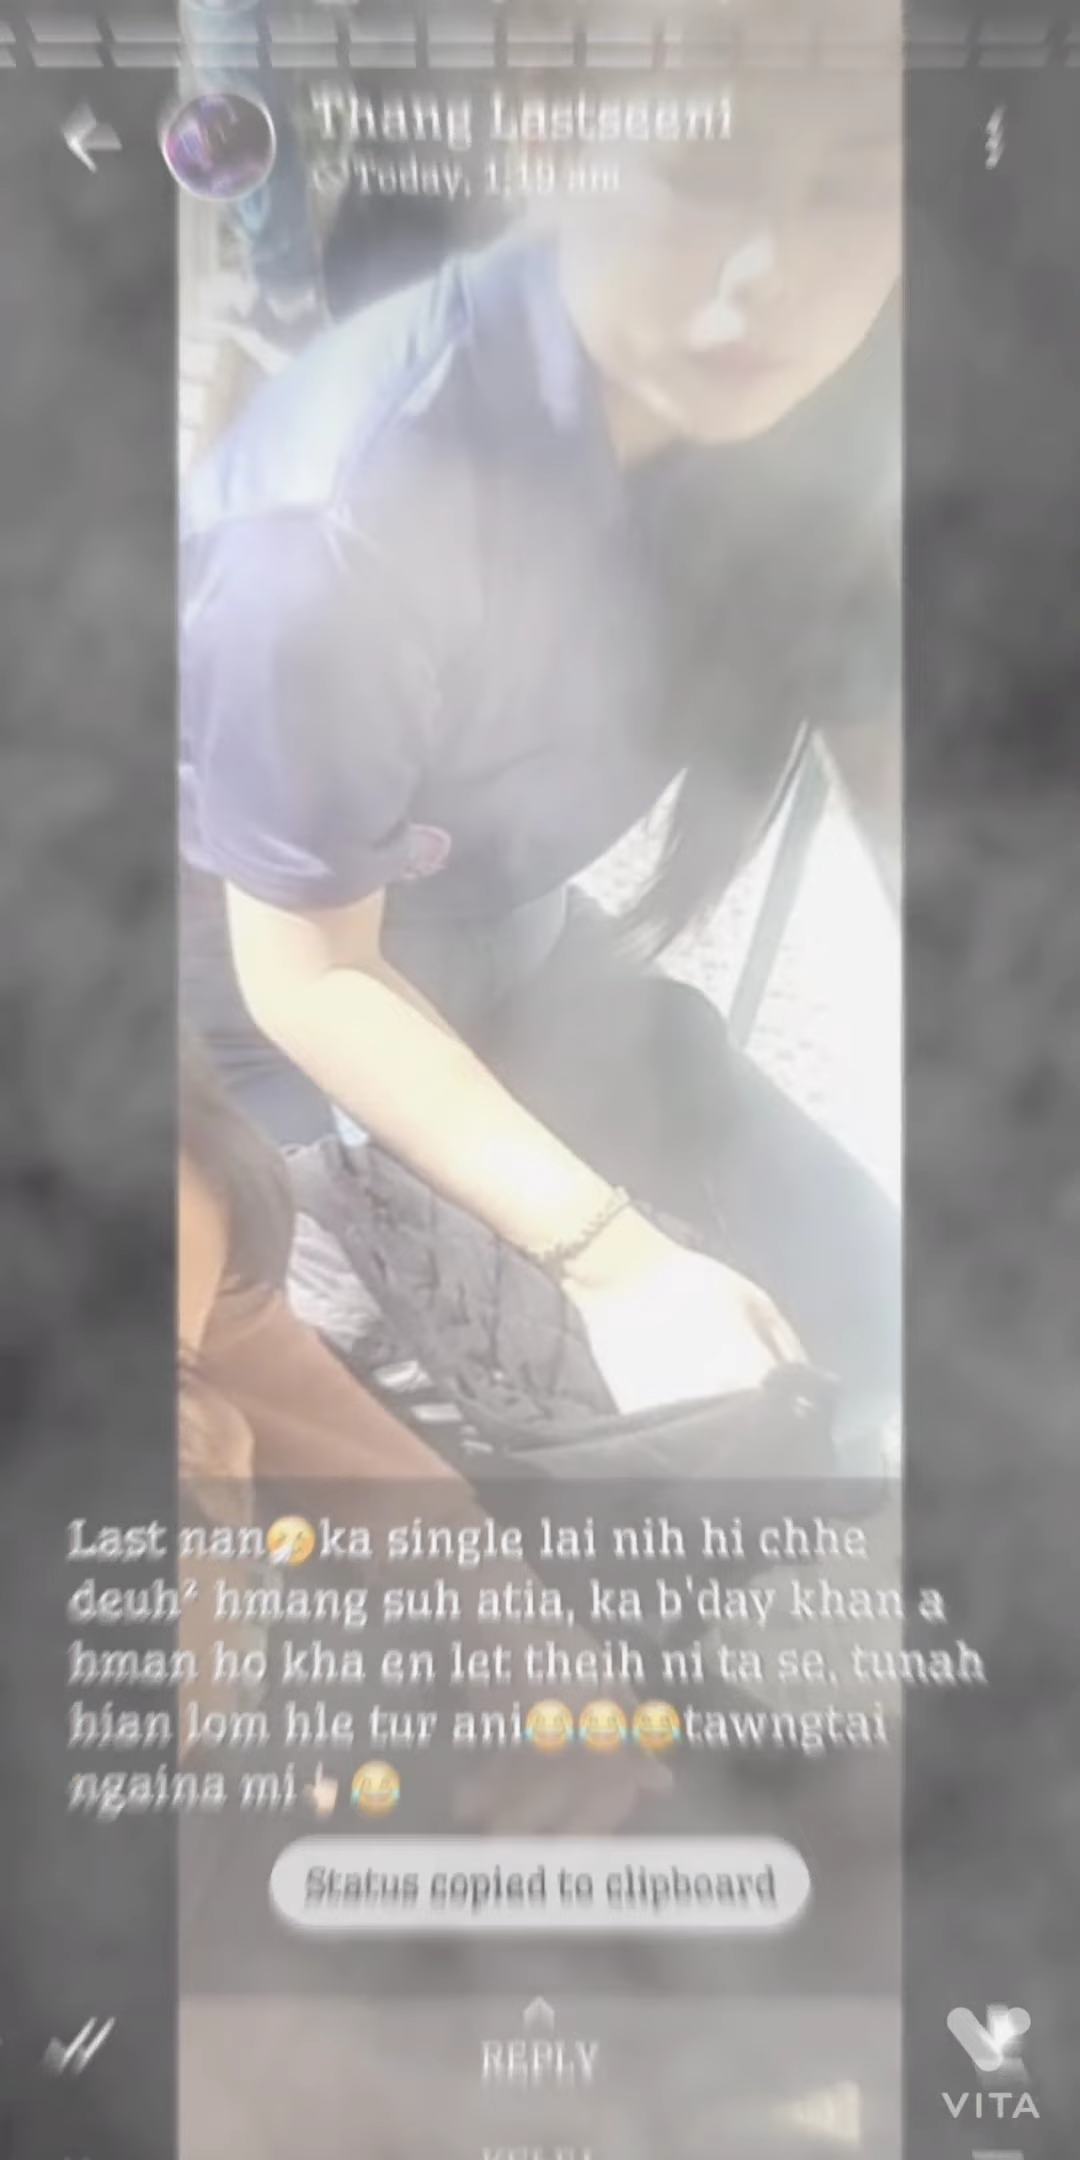 Thang Lastseeni
Today, 1:19 am
Last nan🤧ka single lai nih hi chhe
deuh² hmang suh atia, ka b'day khan a
hman ho kha en let theih ni ta se, tunah
hian lom hle tur ani😂😂😂tawngtai
ngaina mi👆🏻😂
Status copied to clipboard
REPLY
VITA